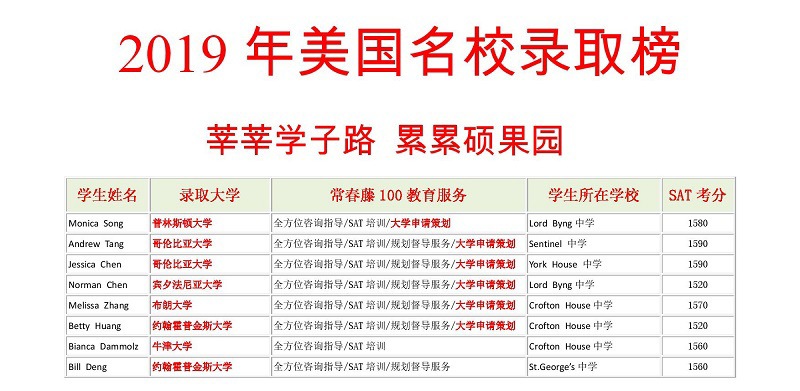 2019 年美国名校录取榜
莘莘学子路 累累硕果园
学生姓名 录取大学 常春藤 100 教育服务 学生所在学校 SAT 考分
Monica Song 普林斯顿大学 全方位咨询指导/SAT 培训/大学申请策划 Lord Byng 中学 1580
Andrew Tang 哥伦比亚大学 全方位咨询指导/SAT 培训/规划督导服务/大学申请策划 Sentinel 中学 1590
Jessica Chen 哥伦比亚大学 全方位咨询指导/SAT 培训/规划督导服务/大学申请策划 York House 中学 1590
Norman Chen 宾夕法尼亚大学 全方位咨询指导/SAT 培训/规划督导服务/大学申请策划 Lord Byng 中学 1520
Melissa Zhang 布朗大学 全方位咨询指导/SAT 培训/规划督导服务/大学申请策划 Crofton House 中学 1570
Betty Huang 约翰霍普金斯大学 全方位咨询指导/SAT 培训/规划督导服务/大学申请策划 Crofton House 中学 1520
Bianca Dammolz 牛津大学 全方位咨询指导/SAT 培训 Crofton House 中学 1560
Bill Deng 约翰霍普金斯大学 全方位咨询指导/SAT 培训/规划督导服务 St.George's 中学 1560